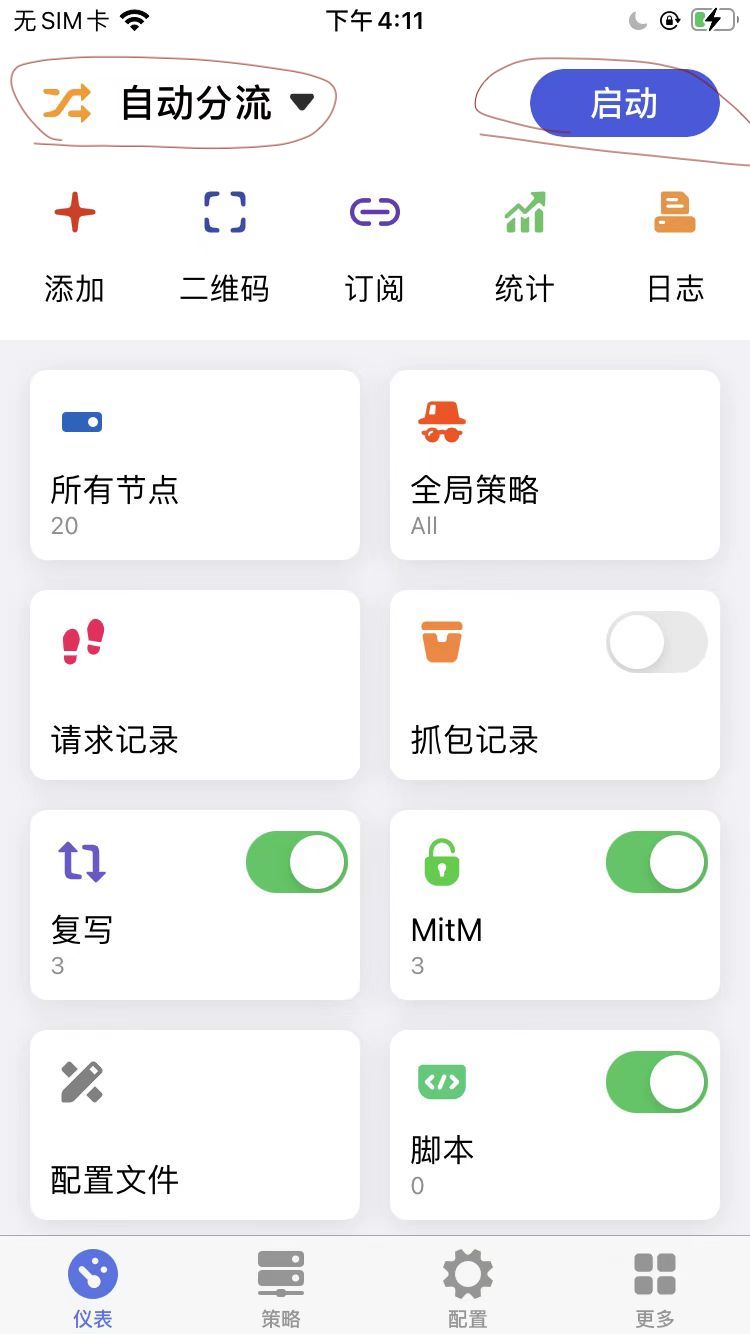 无SIM卡 下午4:11
自动分流 启动
添加 二维码 订阅 统计 日志
所有节点
20
全局策略
All
请求记录
抓包记录
复写
3
MitM
3
配置文件
脚本
0
仪表 策略 配置 更多